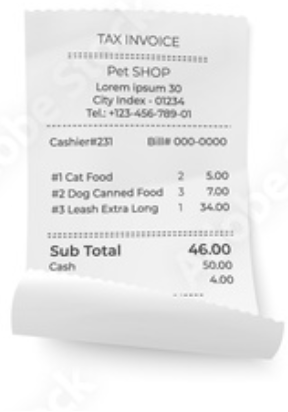 TAX INVOICE
Pet SHOP
Lorem ipsum 30
City Index - 01234
Tel.: +123-456-789-01
Cashier#231 Bill# 000-0000
#1 Cat Food 2 5.00
#2 Dog Canned Food 3 7.00
#3 Leash Extra Long 1 34.00
Sub Total 46.00
Cash 50.00
4.00